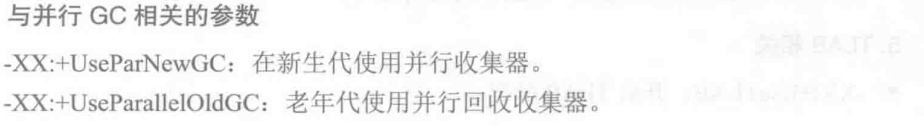 与并行 GC 相关的参数
-XX:+UseParNewGC：在新生代使用并行收集器。
-XX:+UseParallelOldGC：老年代使用并行回收收集器。